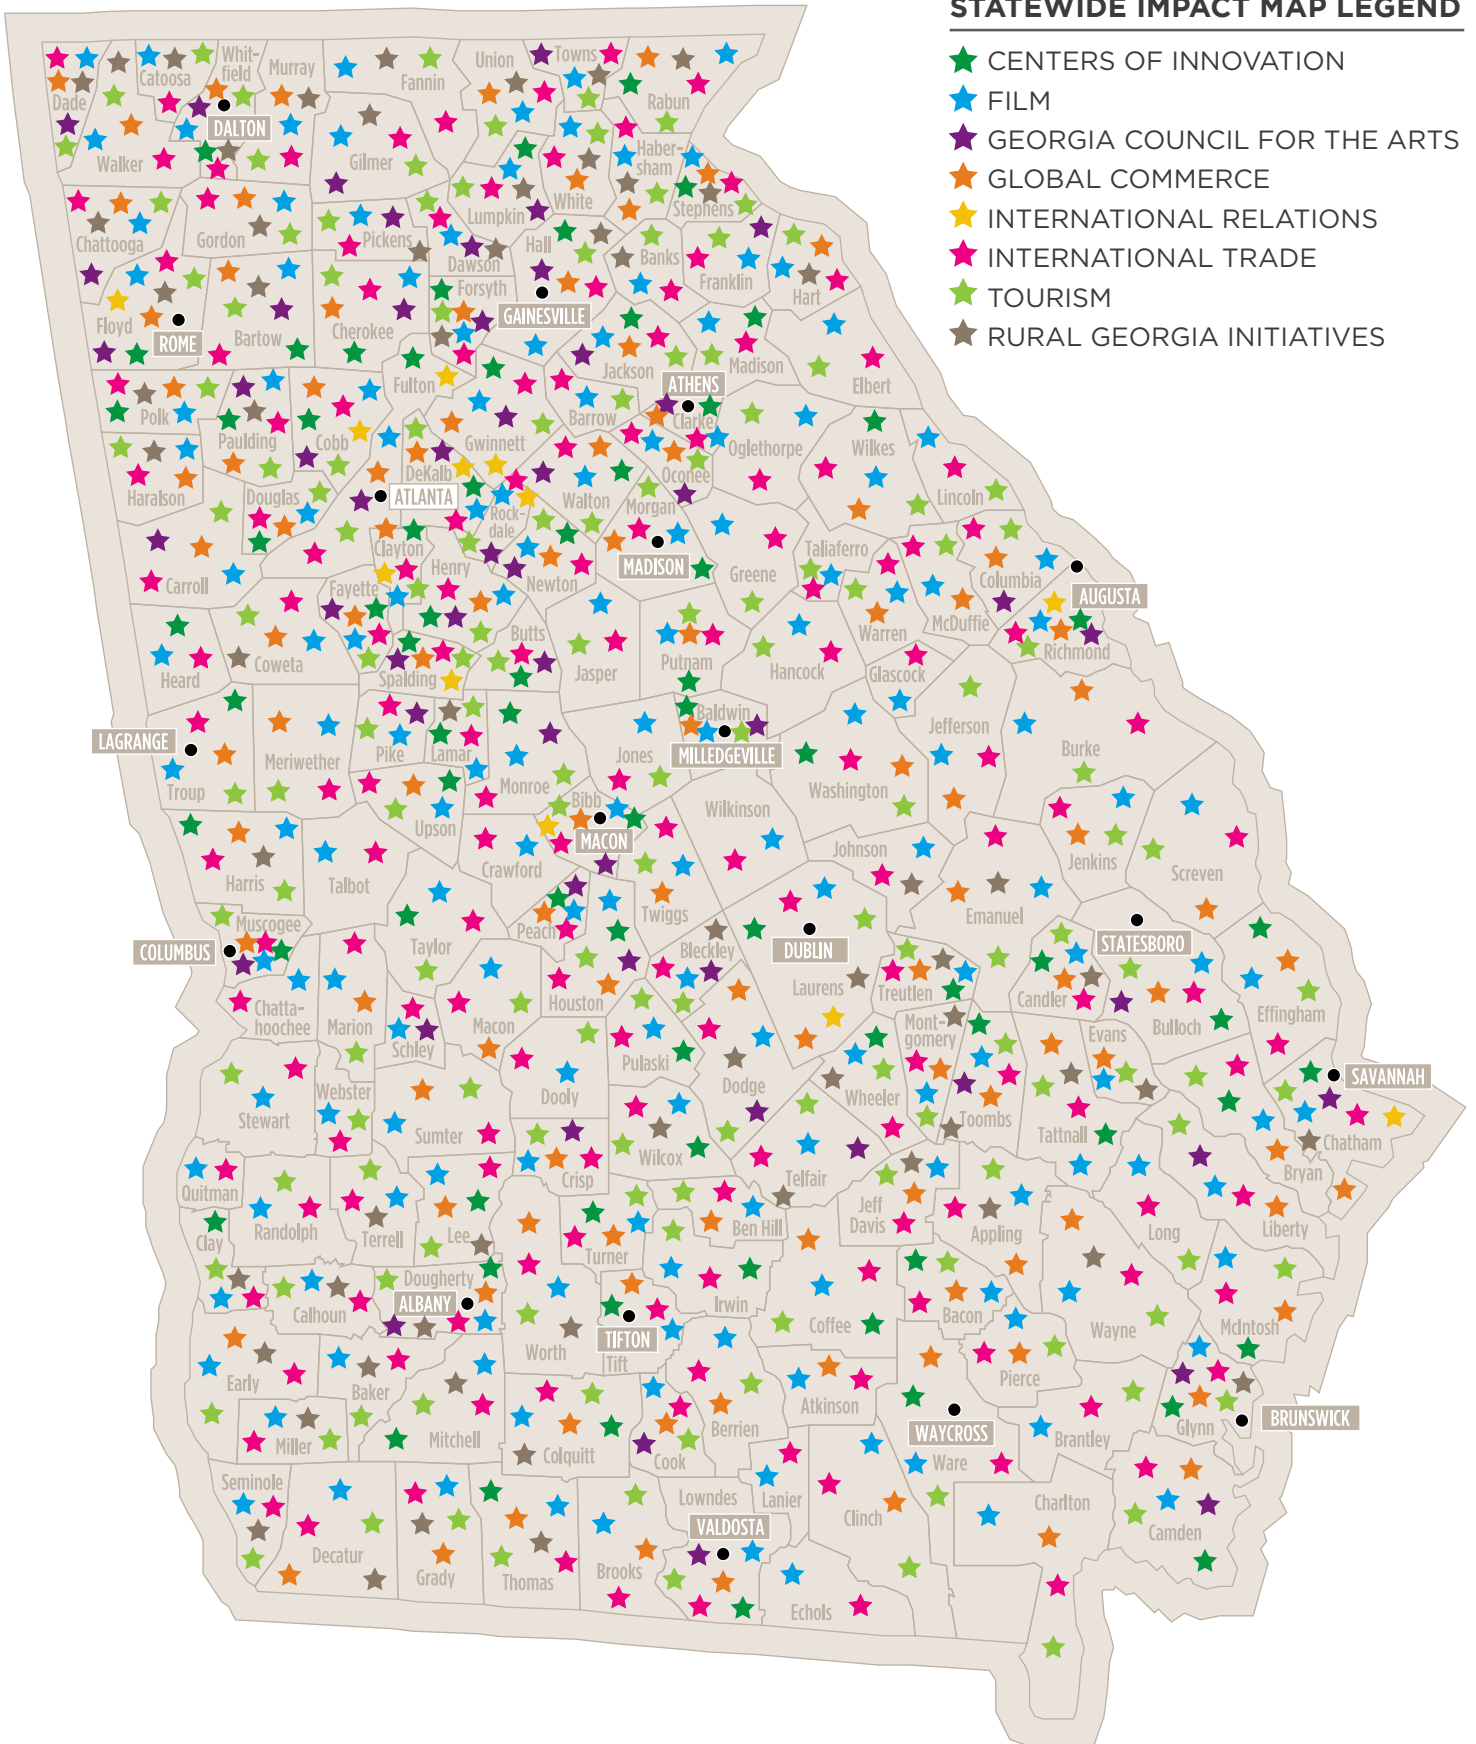 STATEWIDE IMPACT MAP LEGEND
CENTERS OF INNOVATION
FILM
GEORGIA COUNCIL FOR THE ARTS
GLOBAL COMMERCE
INTERNATIONAL RELATIONS
INTERNATIONAL TRADE
TOURISM
RURAL GEORGIA INITIATIVES
Dade
Catoosa
Whit-
field
Murray
Fannin
Union
Towns
Rabun
Walker
DALTON
Gilmer
Haber-
sham
White
Stephens
Lumpkin
Chattooga
Gordon
Pickens
Dawson
Hall
Banks
Franklin
Hart
Floyd
ROME
Bartow
Cherokee
Forsyth
GAINESVILLE
Jackson
Madison
Elbert
Polk
Paulding
Cobb
Fulton
Gwinnett
Barrow
ATHENS
Clarke
Oglethorpe
Wilkes
Lincoln
Haralson
Douglas
DeKalb
ATLANTA
Rock-
dale
Walton
Oconee
Morgan
MADISON
Greene
Taliaferro
Columbia
AUGUSTA
Carroll
Clayton
Henry
Fayette
Newton
Butts
Jasper
Putnam
Hancock
Warren
McDuffie
Richmond
Glascock
Heard
Coweta
Spalding
LAGRANGE
Troup
Meriwether
Pike
Lamar
Monroe
Jones
Baldwin
MILLEDGEVILLE
Washington
Jefferson
Burke
Upson
Bibb
MACON
Wilkinson
Johnson
Jenkins
Screven
Harris
Talbot
Crawford
Twiggs
Peach
Emanuel
Muscogee
COLUMBUS
Taylor
Bleckley
DUBLIN
Laurens
Treutlen
Candler
STATESBORO
Bulloch
Effingham
Chatta-
hoochee
Marion
Schley
Macon
Houston
Pulaski
Dodge
Mont-
gomery
Wheeler
Toombs
Evans
Tattnall
SAVANNAH
Chatham
Bryan
Stewart
Webster
Sumter
Dooly
Crisp
Wilcox
Telfair
Jeff
Davis
Appling
Long
Liberty
Quitman
Randolph
Terrell
Lee
Clay
Turner
Ben Hill
Calhoun
Dougherty
ALBANY
Worth
TIFTON
Tift
Irwin
Coffee
Bacon
Wayne
McIntosh
Early
Baker
Mitchell
Colquitt
Cook
Berrien
Atkinson
Pierce
WAYCROSS
Ware
Brantley
Glynn
BRUNSWICK
Miller
Seminole
Decatur
Grady
Thomas
Brooks
Lowndes
VALDOSTA
Lanier
Clinch
Echols
Charlton
Camden